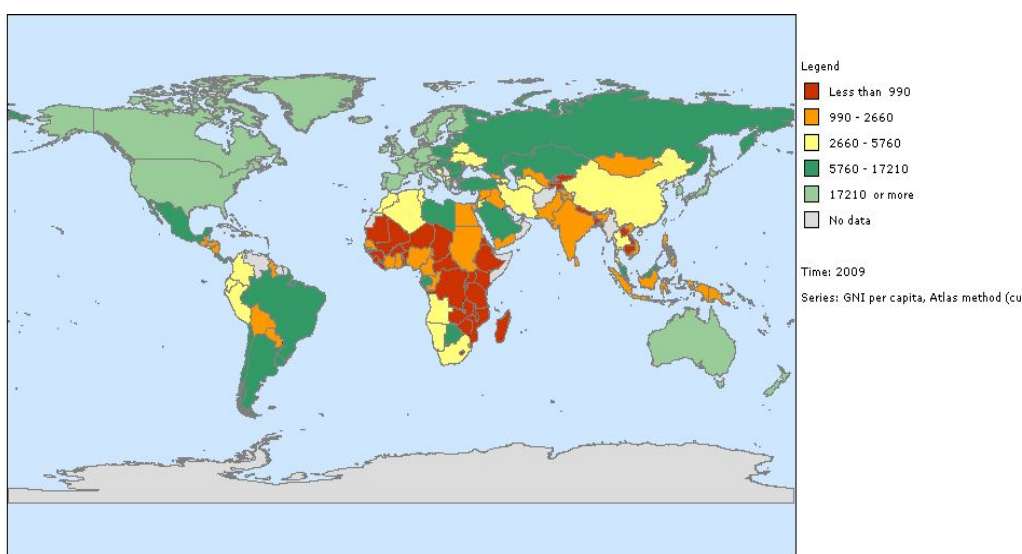 Legend
Less than 990
990 - 2660
2660 - 5760
5760 - 17210
17210 or more
No data
Time: 2009
Series: GNI per capita, Atlas method (cu